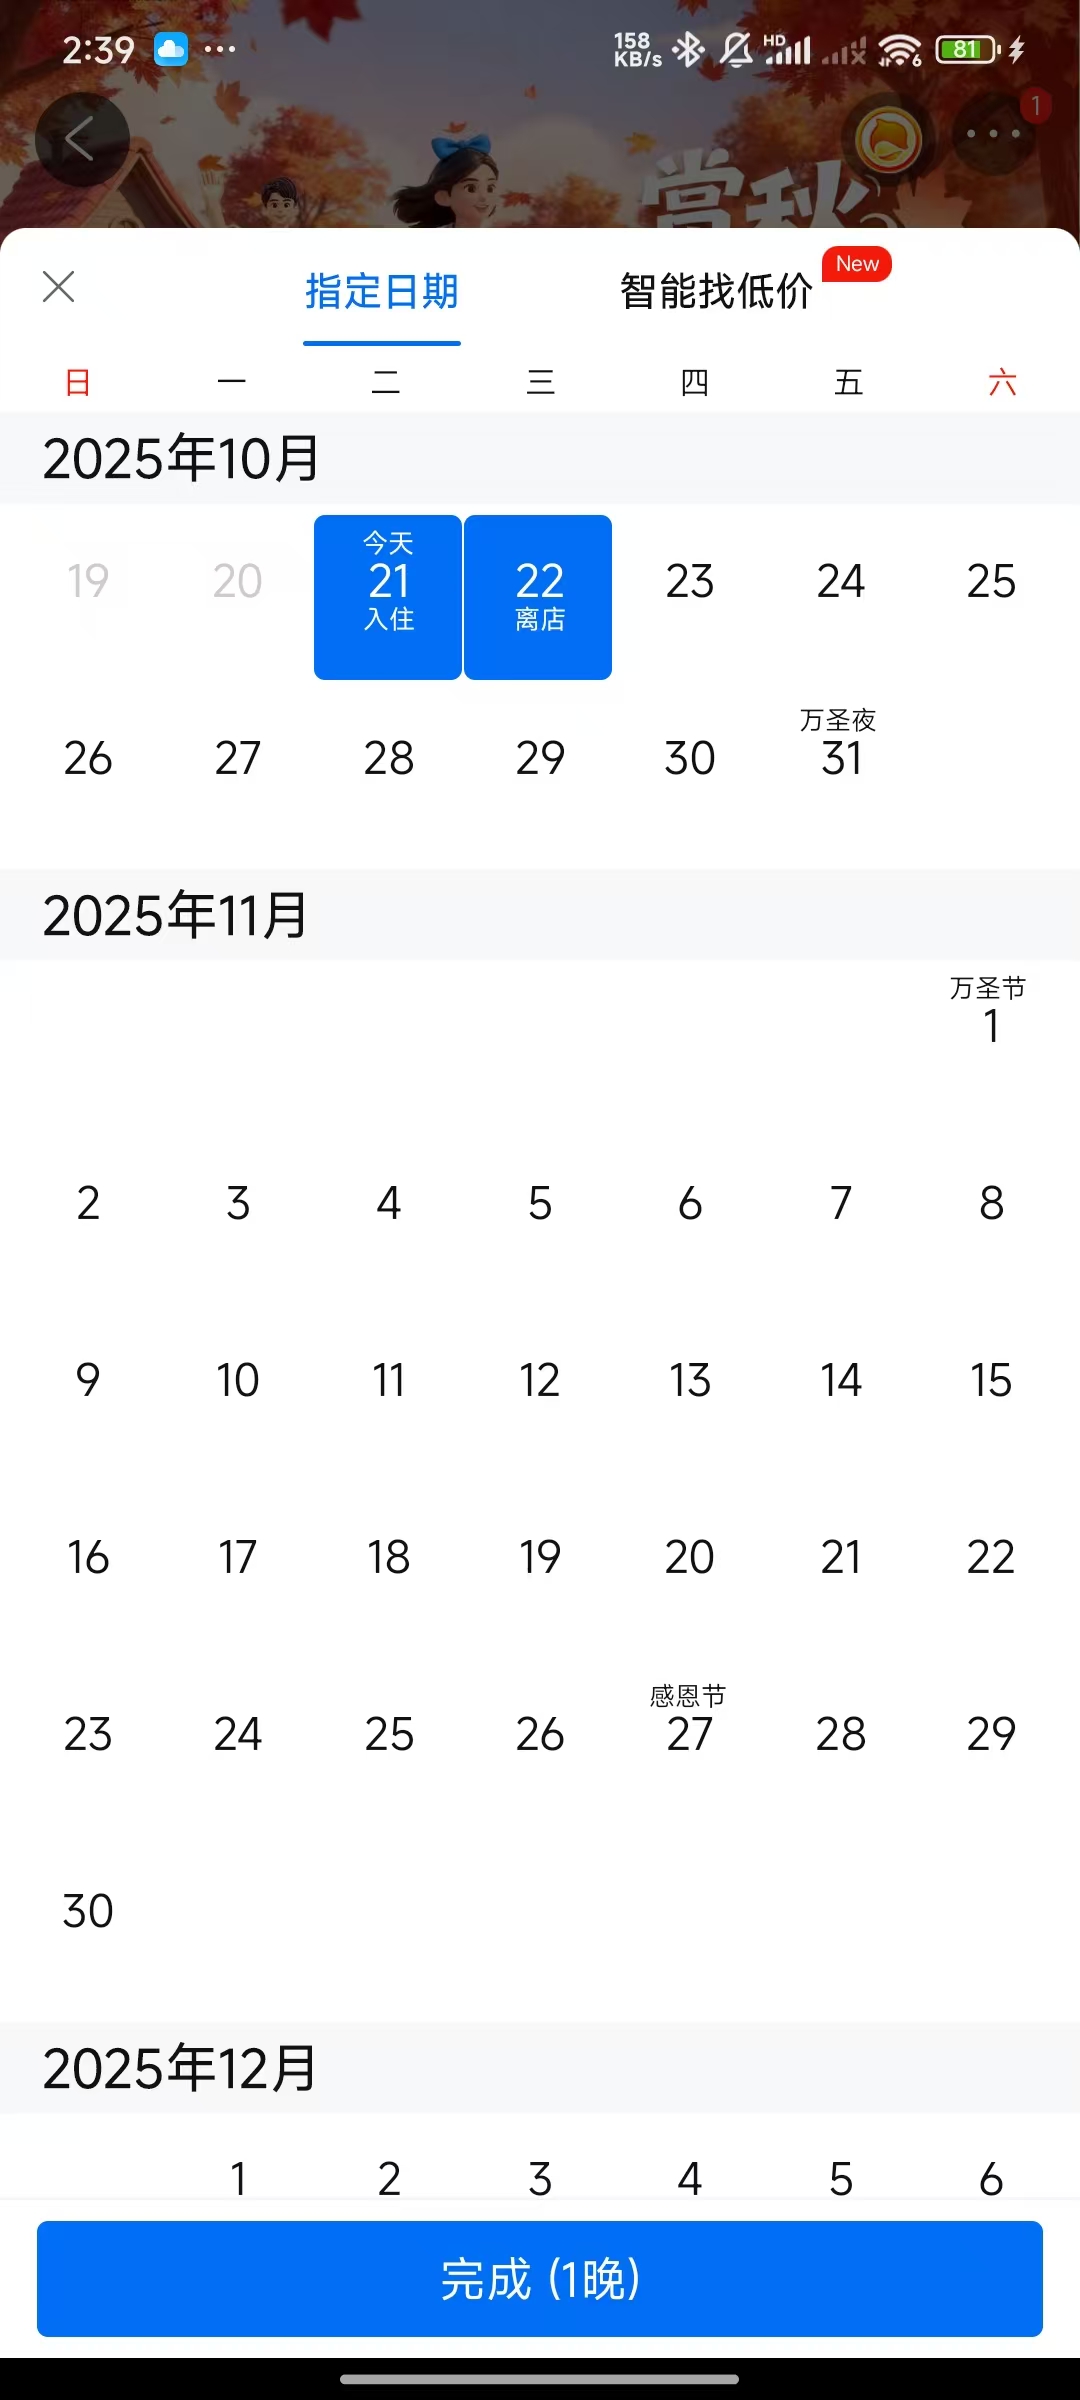 2:39 ··· 158 KB/s HD 6 81
1
赏秋
指定日期 智能找低价 New
日 一 二 三 四 五 六
2025年10月
今天
19 20 21 22 23 24 25
入住 离店
万圣夜
26 27 28 29 30 31
2025年11月
万圣节
1
2 3 4 5 6 7 8
9 10 11 12 13 14 15
16 17 18 19 20 21 22
感恩节
23 24 25 26 27 28 29
30
2025年12月
1 2 3 4 5 6
完成 (1晚)